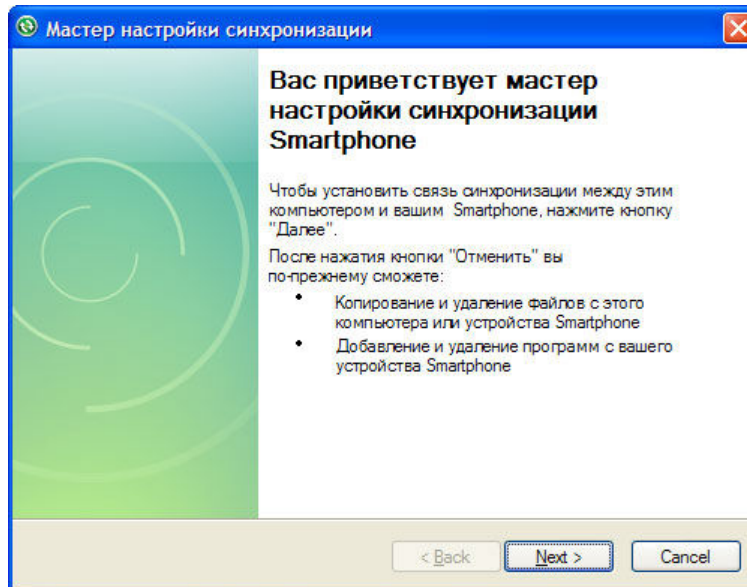 Мастер настройки синхронизации
Вас приветствует мастер
настройки синхронизации
Smartphone
Чтобы установить связь синхронизации между этим
компьютером и вашим Smartphone, нажмите кнопку
"Далее".
После нажатия кнопки "Отменить" вы
по-прежнему сможете:
• Копирование и удаление файлов с этого
компьютера или устройства Smartphone
• Добавление и удаление программ с вашего
устройства Smartphone
< Back Next > Cancel